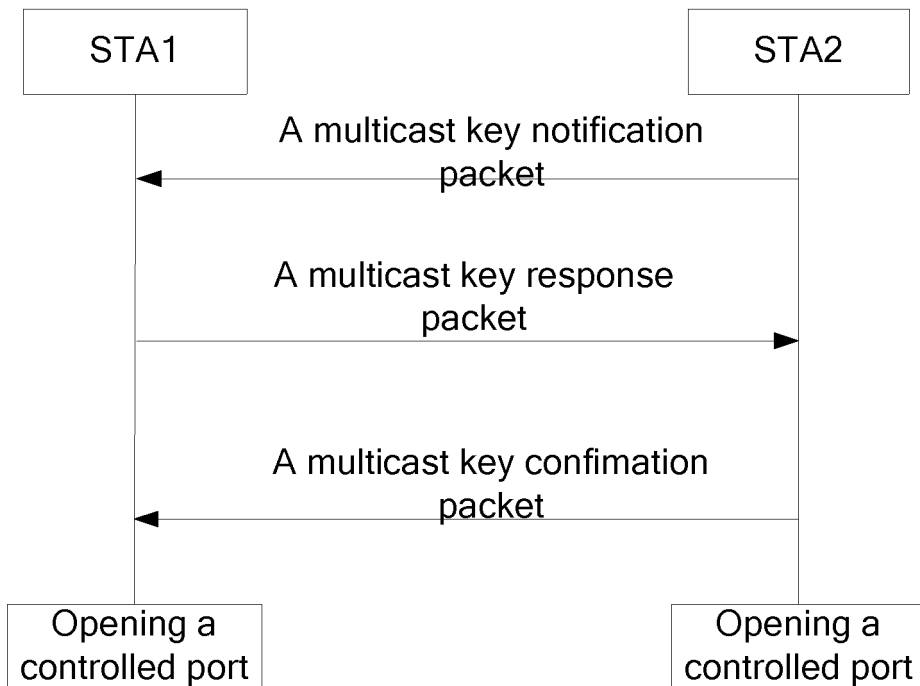 STA1
STA2
A multicast key notification
packet
A multicast key response
packet
A multicast key confimation
packet
Opening a
controlled port
Opening a
controlled port